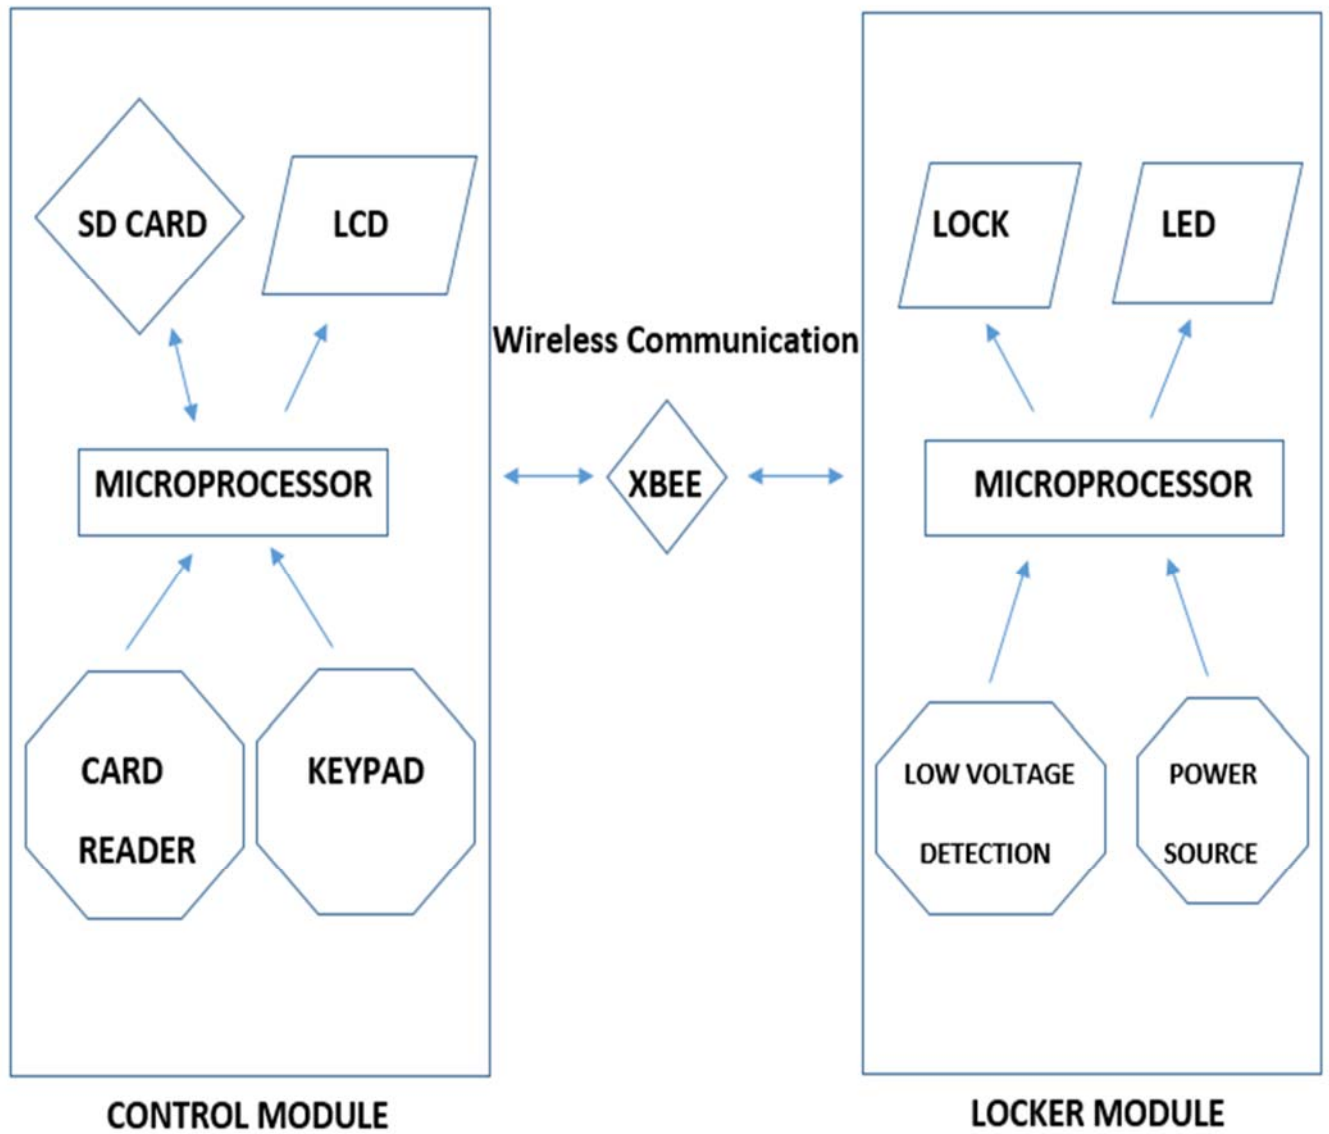 SD CARD
LCD
MICROPROCESSOR
CARD
READER
KEYPAD
CONTROL MODULE
Wireless Communication
XBEE
LOCK
LED
MICROPROCESSOR
LOW VOLTAGE
DETECTION
POWER
SOURCE
LOCKER MODULE